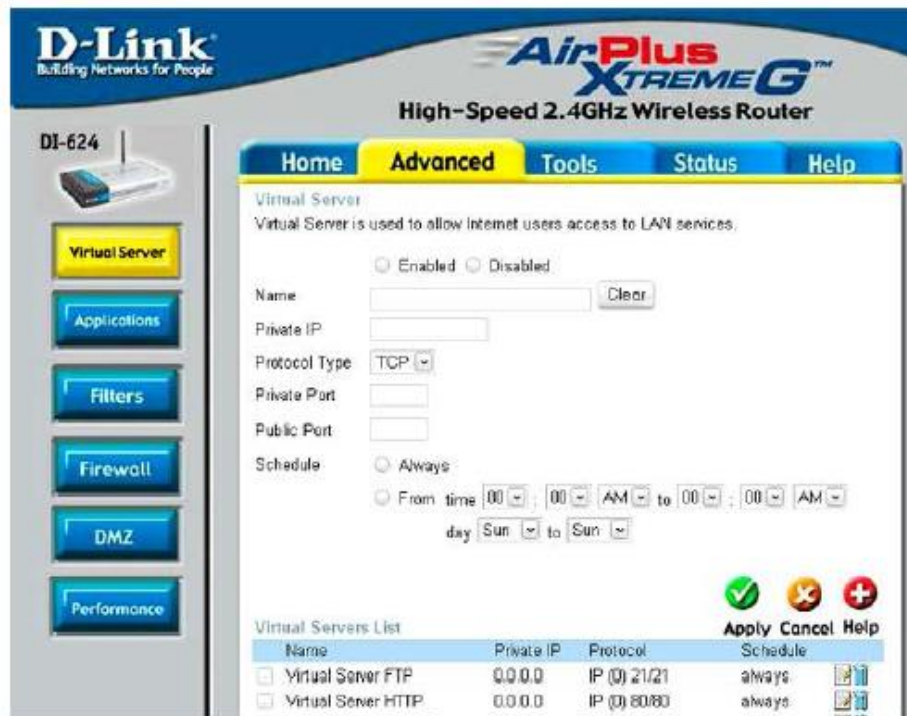 D-Link
Building Networks for People
AirPlus
XTREME G™
High-Speed 2.4GHz Wireless Router
DI-624
Home
Advanced
Tools
Status
Help
Virtual Server
Applications
Filters
Firewall
DMZ
Performance
Virtual Server
Virtual Server is used to allow Internet users access to LAN services.
Enabled Disabled
Name Clear
Private IP
Protocol Type TCP
Private Port
Public Port
Schedule Always
From time 00 : 00 AM to 00 : 00 AM
day Sun to Sun
Apply Cancel Help
Virtual Servers List
Name Private IP Protocol Schedule
Virtual Server FTP 0.0.0.0 IP (0) 21/21 always
Virtual Server HTTP 0.0.0.0 IP (0) 80/80 always